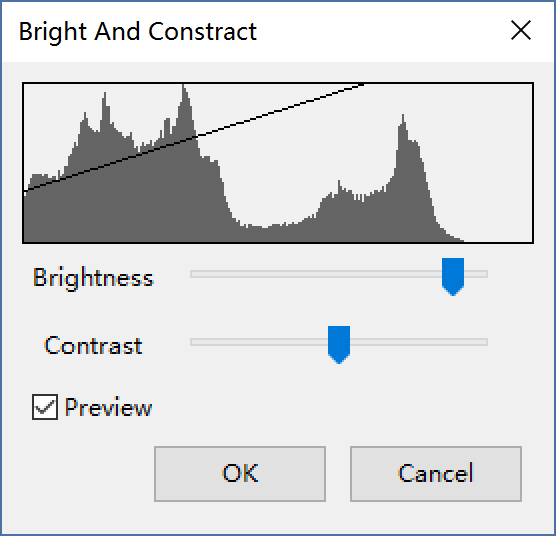 Bright And Constract
Brightness
Contrast
Preview
OK
Cancel